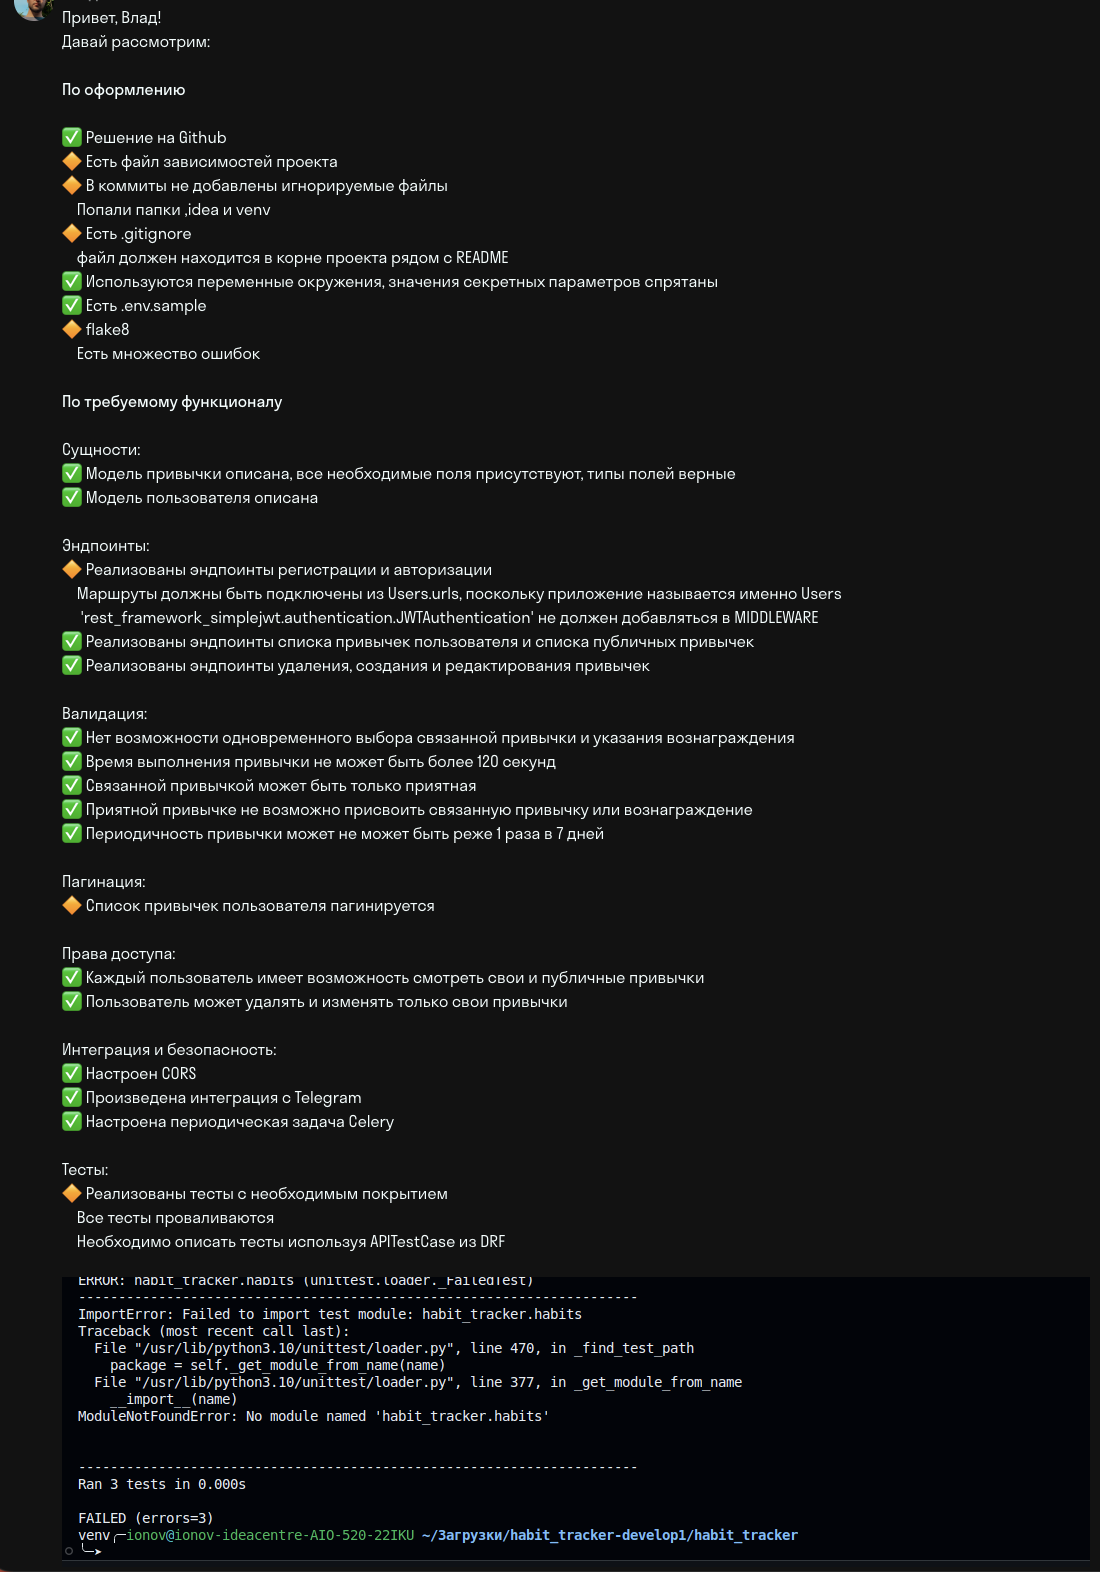 Привет, Влад!
Давай рассмотрим:
По оформлению
✅ Решение на Github
🔶 Есть файл зависимостей проекта
🔶 В коммиты не добавлены игнорируемые файлы
Попали папки ,idea и venv
🔶 Есть .gitignore
файл должен находится в корне проекта рядом с README
✅ Используются переменные окружения, значения секретных параметров спрятаны
✅ Есть .env.sample
🔶 flake8
Есть множество ошибок
По требуемому функционалу
Сущности:
✅ Модель привычки описана, все необходимые поля присутствуют, типы полей верные
✅ Модель пользователя описана
Эндпоинты:
🔶 Реализованы эндпоинты регистрации и авторизации
Маршруты должны быть подключены из Users.urls, поскольку приложение называется именно Users
'rest_framework_simplejwt.authentication.JWTAuthentication' не должен добавляться в MIDDLEWARE
✅ Реализованы эндпоинты списка привычек пользователя и списка публичных привычек
✅ Реализованы эндпоинты удаления, создания и редактирования привычек
Валидация:
✅ Нет возможности одновременного выбора связанной привычки и указания вознаграждения
✅ Время выполнения привычки не может быть более 120 секунд
✅ Связанной привычкой может быть только приятная
✅ Приятной привычке не возможно присвоить связанную привычку или вознаграждение
✅ Периодичность привычки может не может быть реже 1 раза в 7 дней
Пагинация:
🔶 Список привычек пользователя пагинируется
Права доступа:
✅ Каждый пользователь имеет возможность смотреть свои и публичные привычки
✅ Пользователь может удалять и изменять только свои привычки
Интеграция и безопасность:
✅ Настроен CORS
✅ Произведена интеграция с Telegram
✅ Настроена периодическая задача Celery
Тесты:
🔶 Реализованы тесты с необходимым покрытием
Все тесты проваливаются
Необходимо описать тесты используя APITestCase из DRF
ERROR: habit_tracker.habits (unittest.loader._FailedTest)
----------------------------------------------------------------------
ImportError: Failed to import test module: habit_tracker.habits
Traceback (most recent call last):
  File "/usr/lib/python3.10/unittest/loader.py", line 470, in _find_test_path
    package = self._get_module_from_name(name)
  File "/usr/lib/python3.10/unittest/loader.py", line 377, in _get_module_from_name
    __import__(name)
ModuleNotFoundError: No module named 'habit_tracker.habits'
----------------------------------------------------------------------
Ran 3 tests in 0.000s
FAILED (errors=3)
venv╭─ionov@ionov-ideacentre-AIO-520-22IKU ~/Загрузки/habit_tracker-develop1/habit_tracker
╰─➤